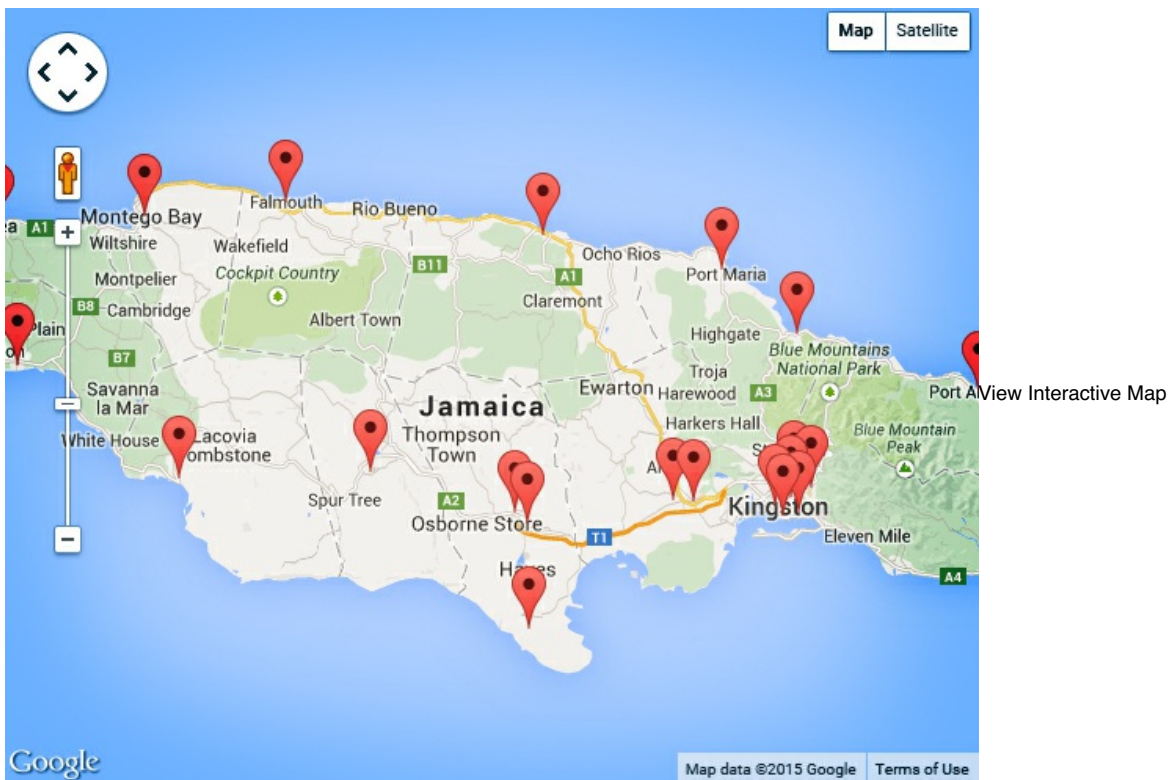 Map Satellite
Montego Bay
Falmouth
Rio Bueno
A1
Wiltshire
Wakefield
Ocho Rios
Cockpit Country
B11
A1
Port Maria
Montpelier
Claremont
B8
Cambridge
Albert Town
Plain
Highgate
Blue Mountains
National Park
B7
Troja
Savanna
la Mar
Ewarton
Harewood
A3
Port A
View Interactive Map
Jamaica
Harkers Hall
Blue Mountain
Peak
White House
Lacovia
Tombstone
Thompson
Town
Spur Tree
A2
Osborne Store
Kingston
T1
Eleven Mile
Hayes
A4
Google
Map data ©2015 Google
Terms of Use